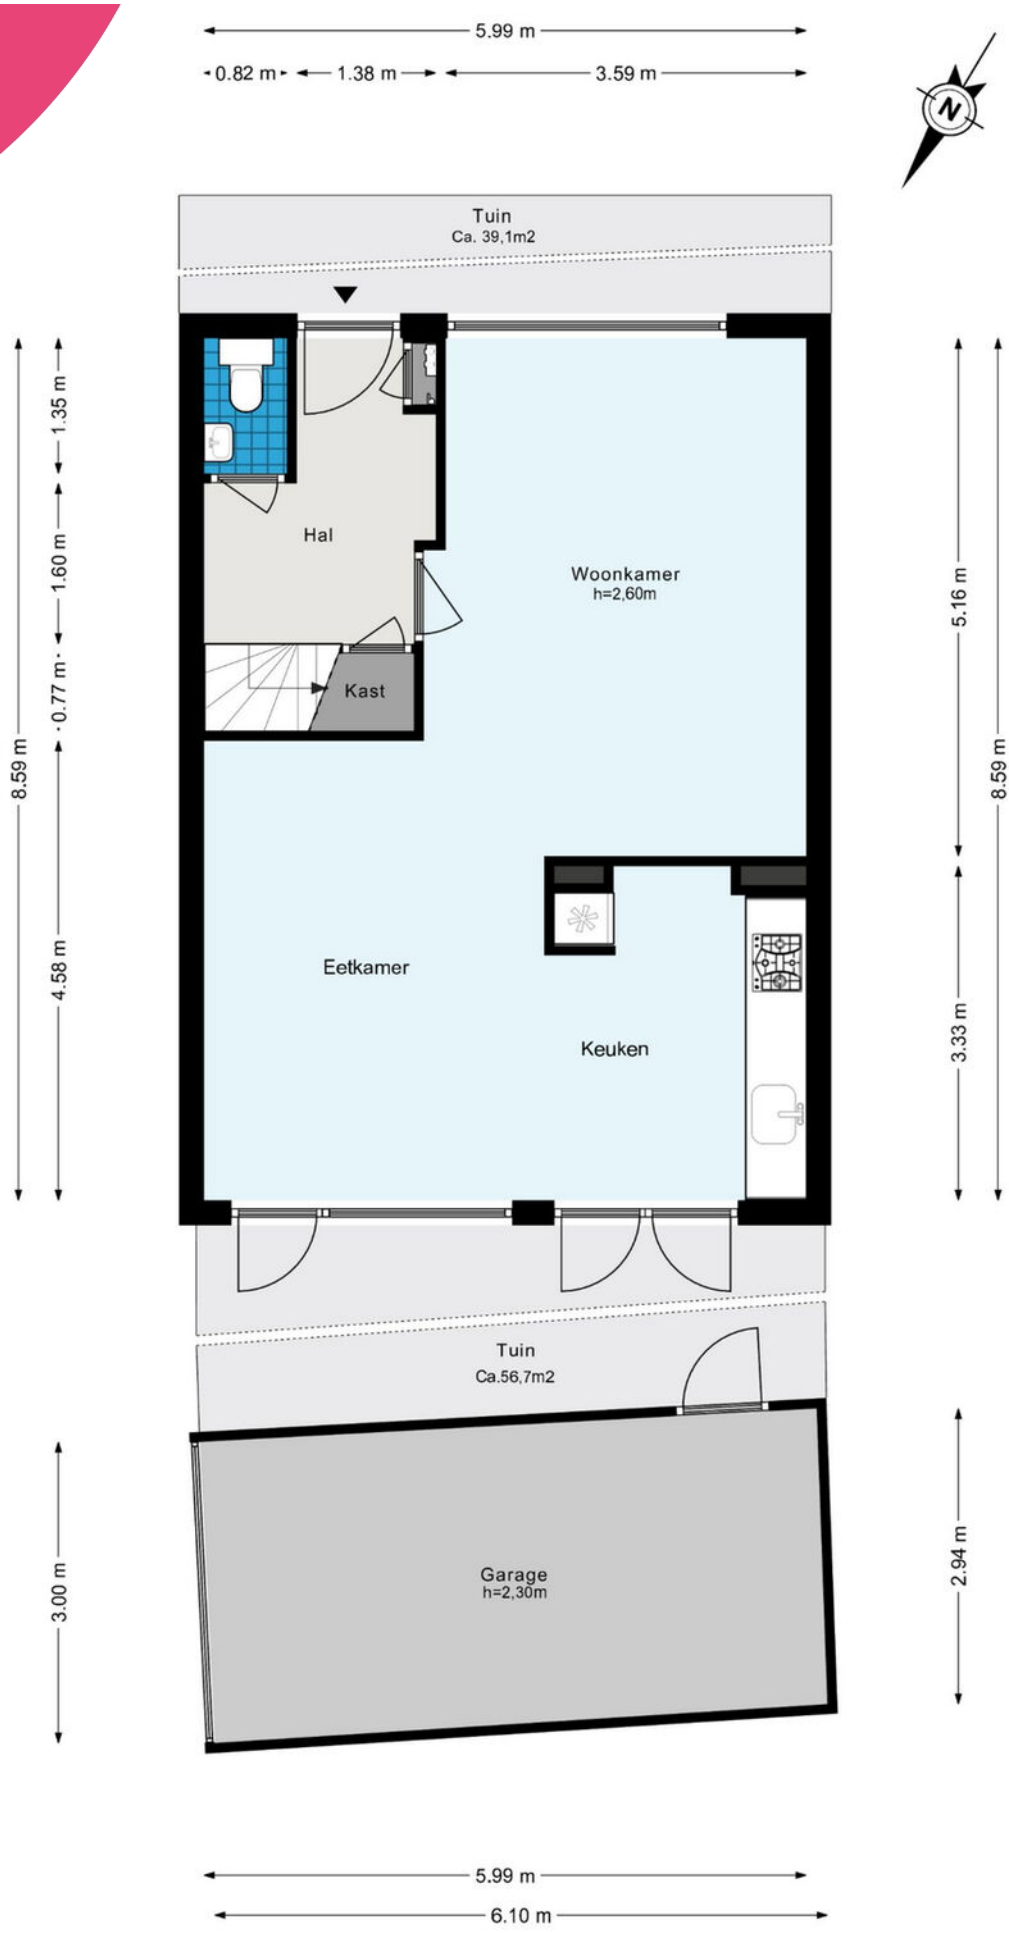 5.99 m
0.82 m
1.38 m
3.59 m
N
Tuin
Ca. 39,1m2
1.35 m
1.60 m
0.77 m
4.58 m
8.59 m
Hal
Woonkamer
h=2,60m
Kast
5.16 m
8.59 m
3.33 m
Eetkamer
Keuken
Tuin
Ca.56,7m2
3.00 m
Garage
h=2,30m
2.94 m
5.99 m
6.10 m